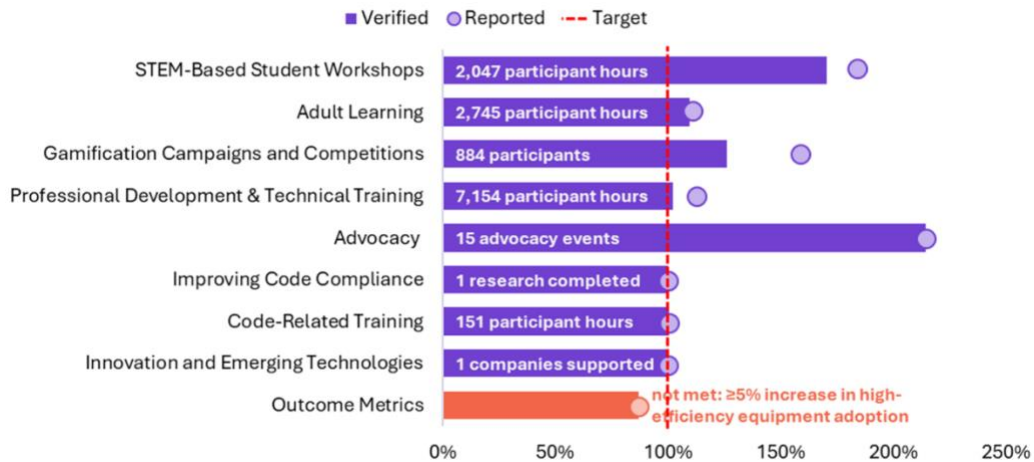 Verified Reported Target
STEM-Based Student Workshops 2,047 participant hours
Adult Learning 2,745 participant hours
Gamification Campaigns and Competitions 884 participants
Professional Development & Technical Training 7,154 participant hours
Advocacy 15 advocacy events
Improving Code Compliance 1 research completed
Code-Related Training 151 participant hours
Innovation and Emerging Technologies 1 companies supported
Outcome Metrics not met: ≥5% increase in high-
efficiency equipment adoption
0% 50% 100% 150% 200% 250%